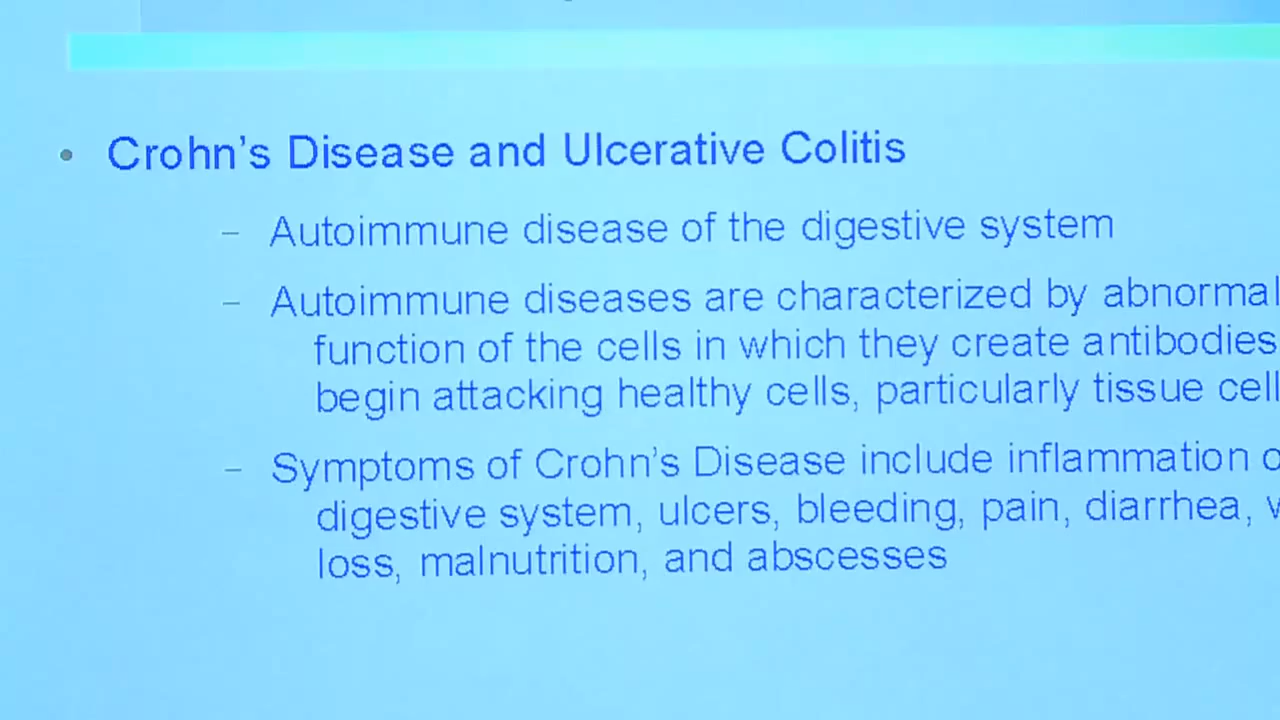 • Crohn's Disease and Ulcerative Colitis
– Autoimmune disease of the digestive system
– Autoimmune diseases are characterized by abnormal
function of the cells in which they create antibodies
begin attacking healthy cells, particularly tissue
– Symptoms of Crohn's Disease include inflammation
digestive system, ulcers, bleeding, pain, diarrhea,
loss, malnutrition, and abscesses